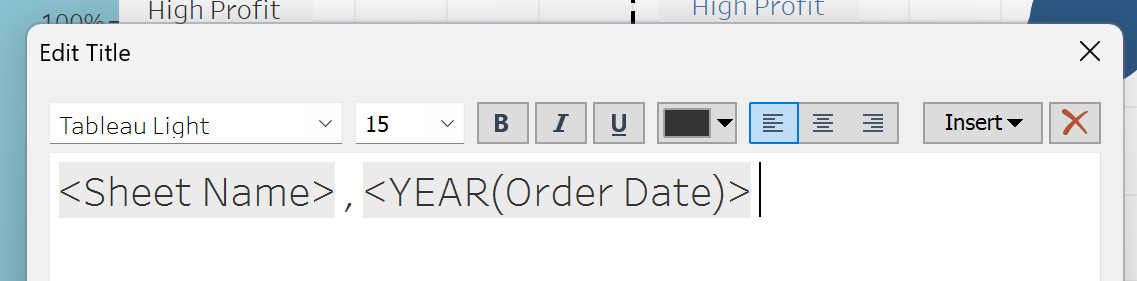 100%
High Profit
High Profit
Edit Title
Tableau Light
15
B I U
Insert
<Sheet Name> , <YEAR(Order Date)>